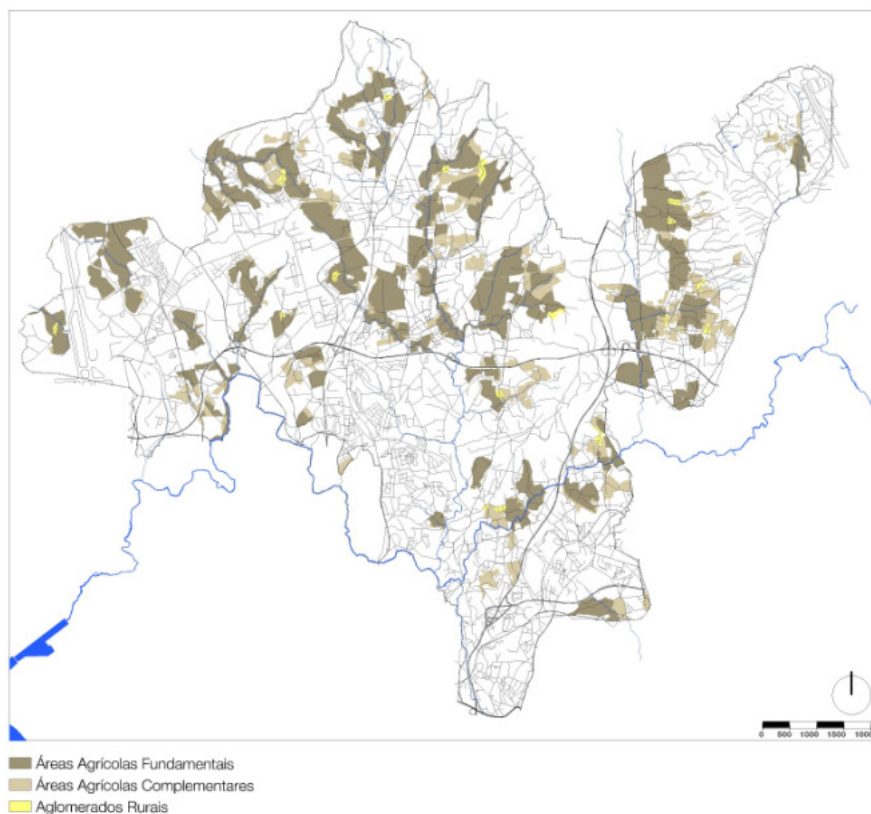 0 500 1000 1500 1000
Áreas Agrícolas Fundamentais
Áreas Agrícolas Complementares
Aglomerados Rurais